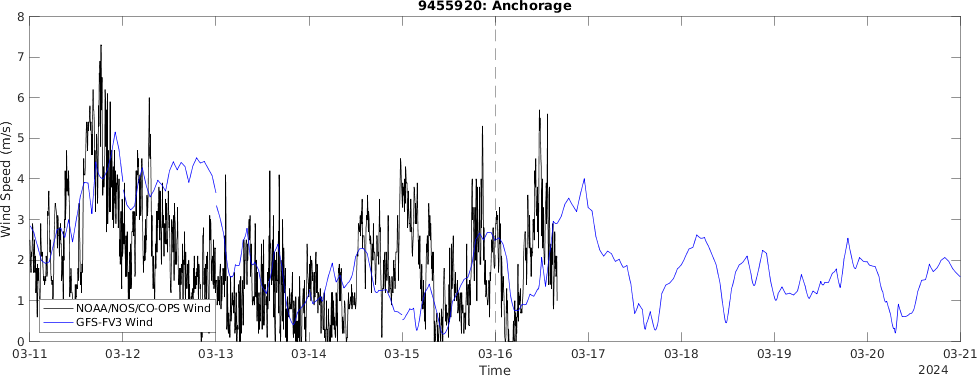 9455920: Anchorage
8
7
6
5
4
3
2
1
0
Wind Speed (m/s)
NOAA/NOS/CO-OPS Wind
GFS-FV3 Wind
03-11 03-12 03-13 03-14 03-15 03-16 03-17 03-18 03-19 03-20 03-21
Time
2024